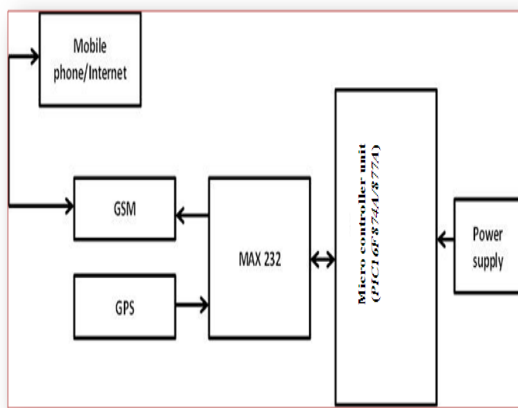 Mobile
phone/Internet
GSM
GPS
MAX 232
Micro controller unit
(PIC16F874A/877A)
Power
supply